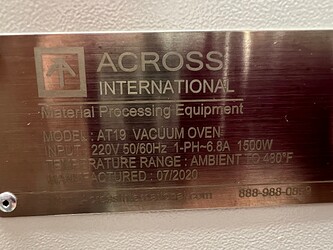 ACROSS
INTERNATIONAL
Material Processing Equipment
MODEL: AT19 VACUUM OVEN
INPUT: 220V 50/60Hz 1-PH~6.8A 1500W
TEMPERATURE RANGE: AMBIENT TO 480°F
MANUFACTURED: 07/2020
888-988-0899